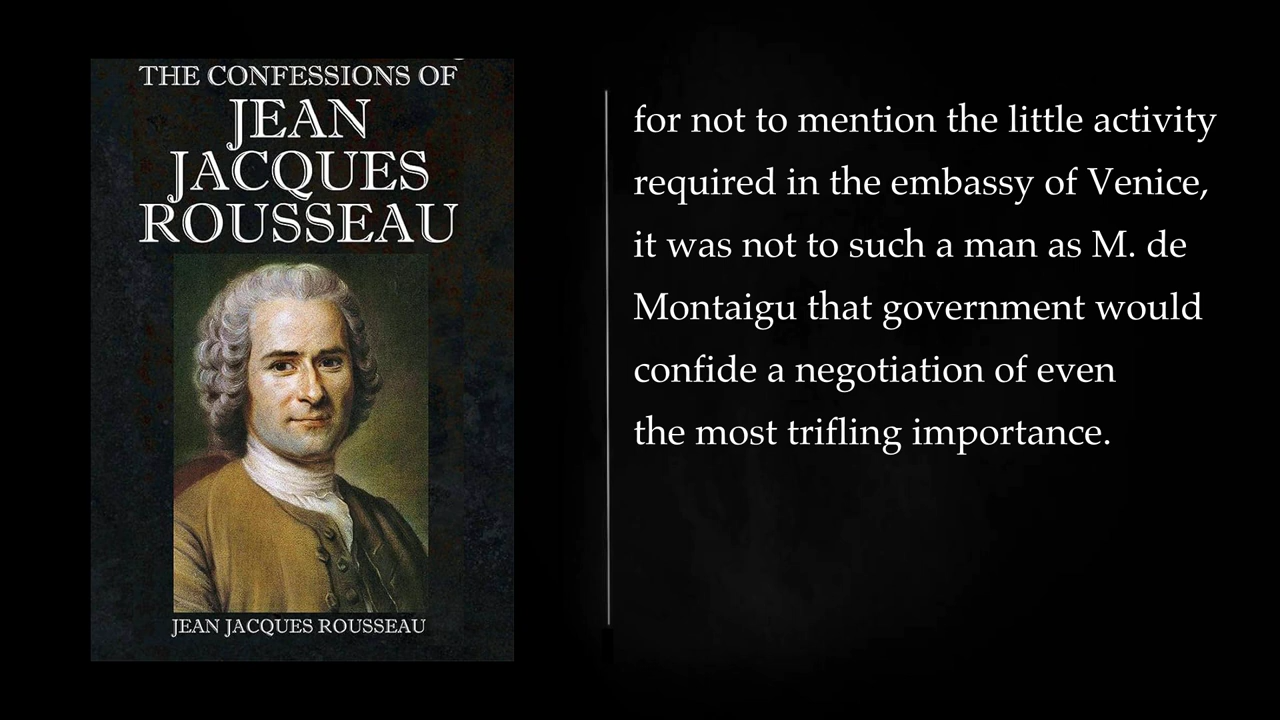 THE CONFESSIONS OF
JEAN
JACQUES
ROUSSEAU
JEAN JACQUES ROUSSEAU
for not to mention the little activity
required in the embassy of Venice,
it was not to such a man as M. de
Montaigu that government would
confide a negotiation of even
the most trifling importance.